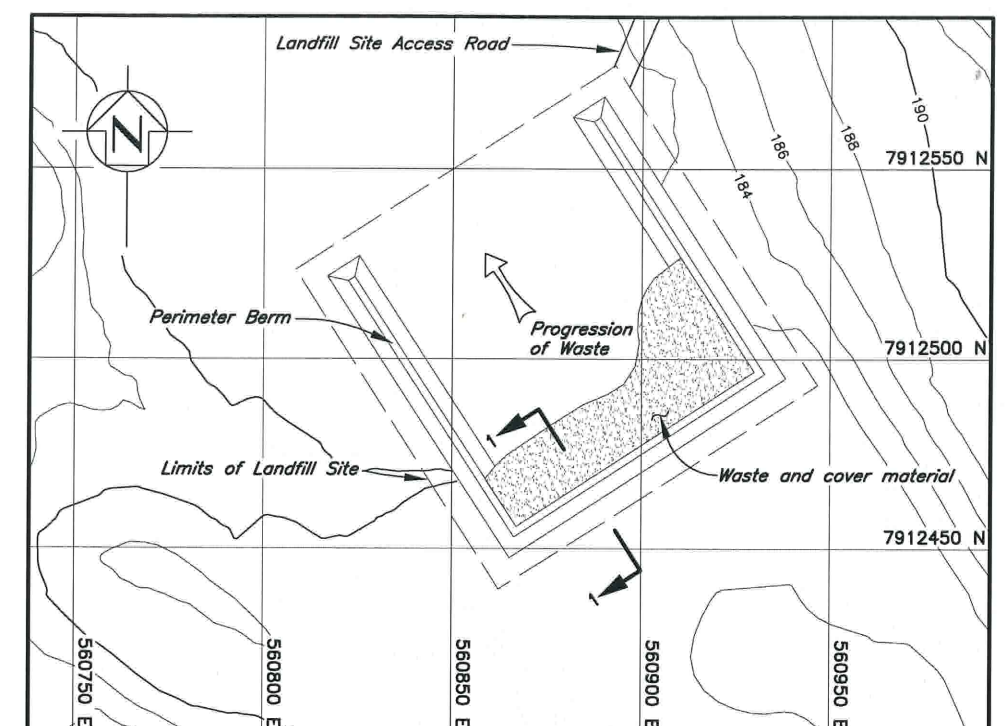 Landfill Site Access Road
N
190
188
186
184
7912550 N
Perimeter Berm
Progression
of Waste
7912500 N
1
Limits of Landfill Site
Waste and cover material
7912450 N
1
560750 E
560800 E
560850 E
560900 E
560950 E